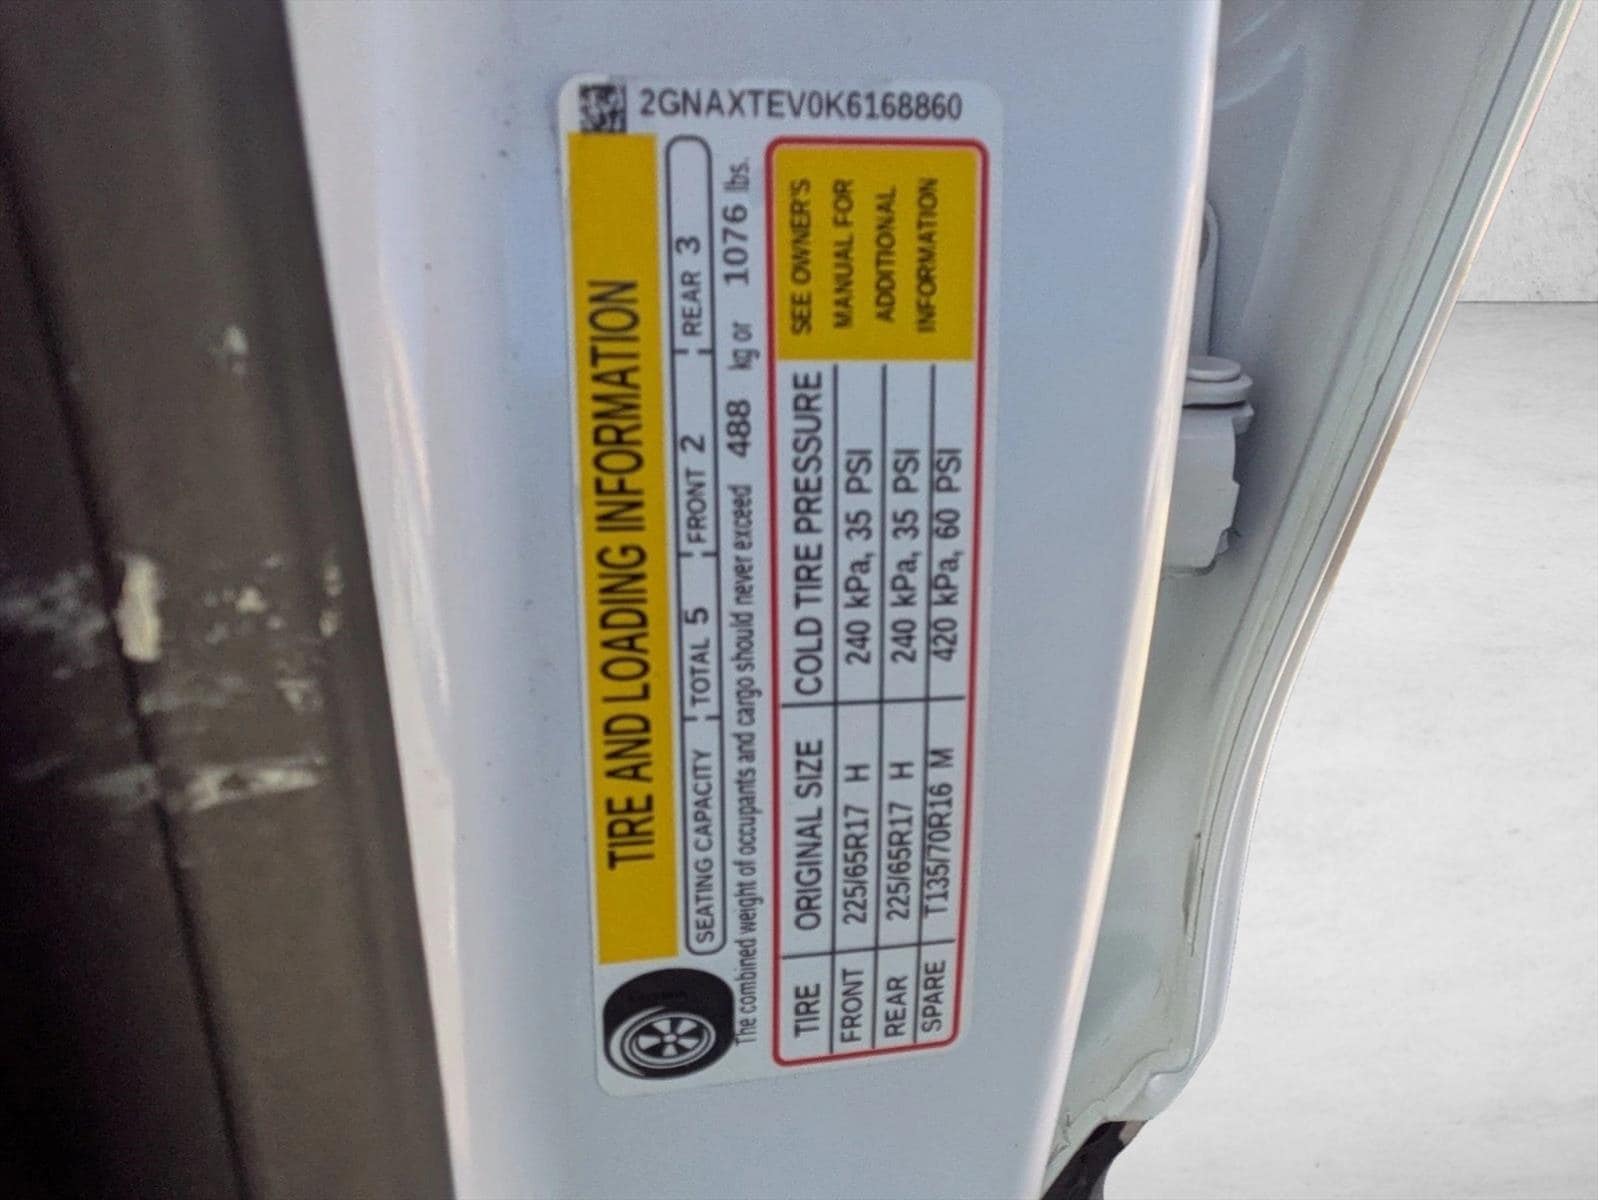 2GNAXTEV0K6168860
TIRE AND LOADING INFORMATION
SEATING CAPACITY TOTAL 5 FRONT 2 REAR 3
The combined weight of occupants and cargo should never exceed 488 kg or 1076 lbs.
TIRE ORIGINAL SIZE COLD TIRE PRESSURE
FRONT 225/65R17 H 240 kPa, 35 PSI
REAR 225/65R17 H 240 kPa, 35 PSI
SPARE T135/70R16 M 420 kPa, 60 PSI
SEE OWNER'S
MANUAL FOR
ADDITIONAL
INFORMATION